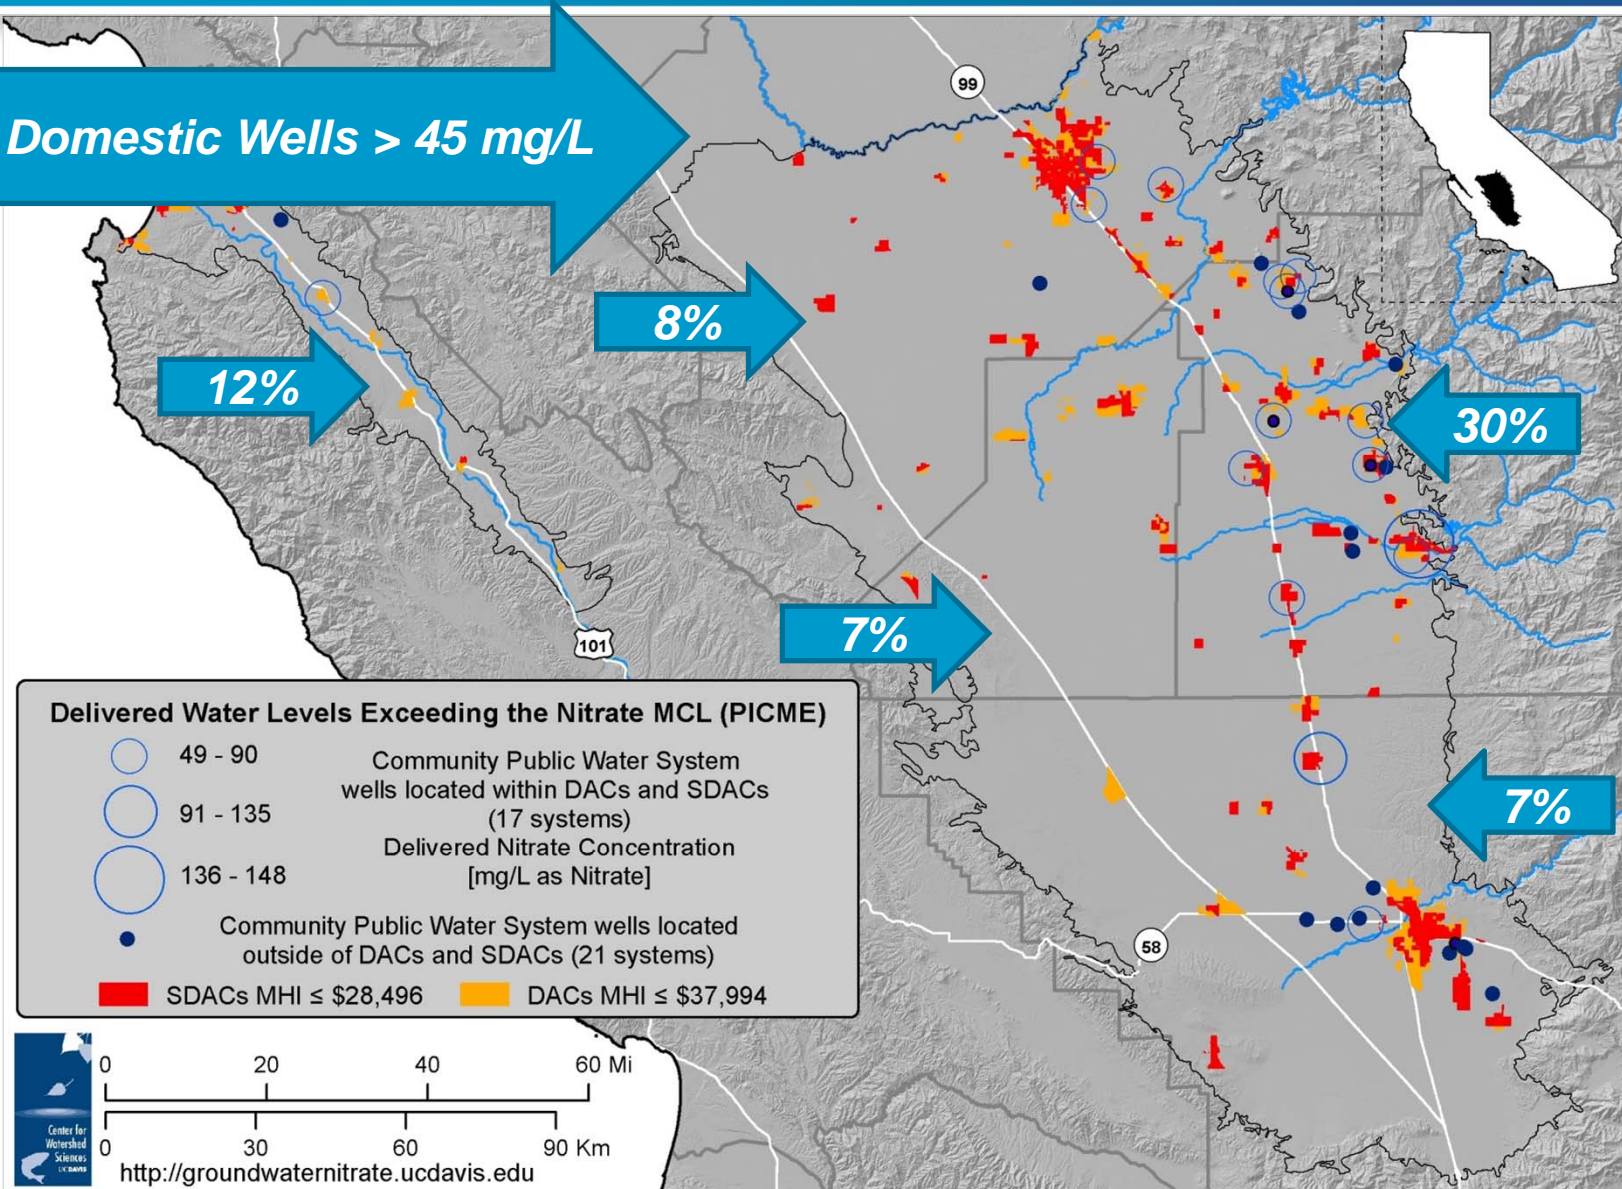 Domestic Wells > 45 mg/L
99
8%
12%
30%
7%
101
7%
58
Delivered Water Levels Exceeding the Nitrate MCL (PICME)
49 - 90
91 - 135
136 - 148
Community Public Water System
wells located within DACs and SDACs
(17 systems)
Delivered Nitrate Concentration
[mg/L as Nitrate]
Community Public Water System wells located
outside of DACs and SDACs (21 systems)
SDACs MHI ≤ $28,496
DACs MHI ≤ $37,994
0 20 40 60 Mi
0 30 60 90 Km
Center for
Watershed
Sciences
UC DAVIS
http://groundwaternitrate.ucdavis.edu